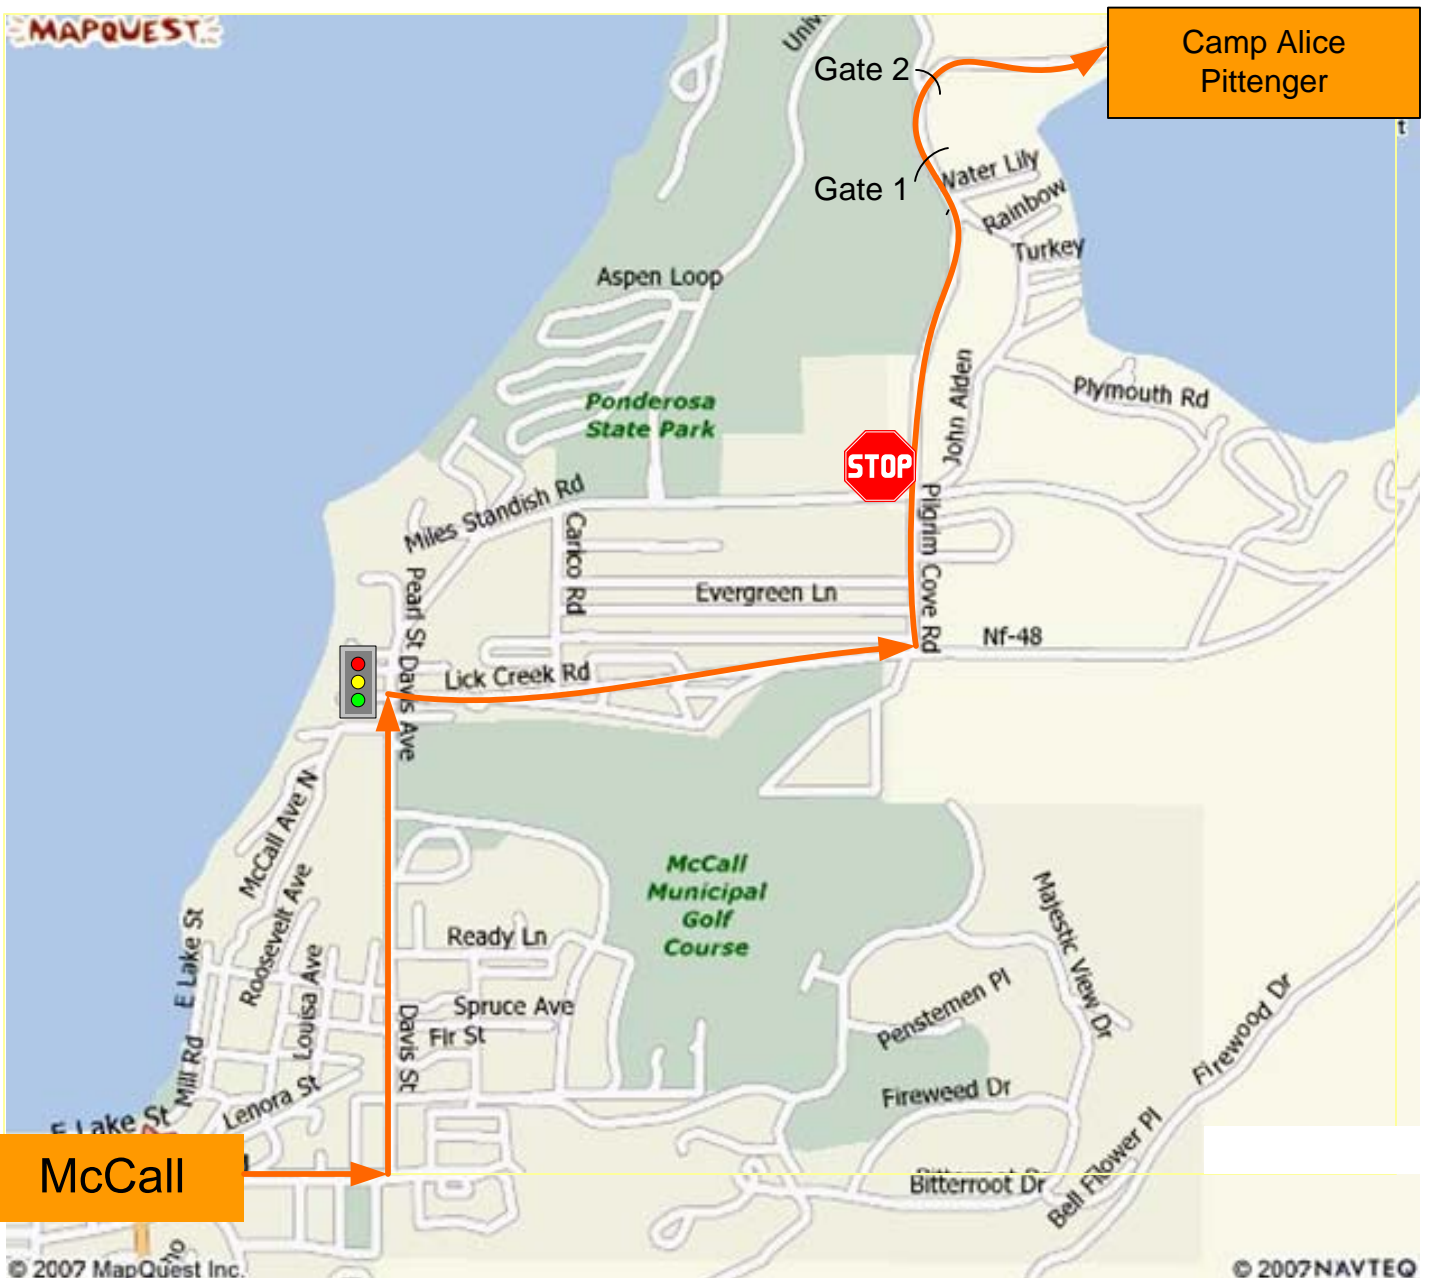 MAPQUEST
Camp Alice
Pittenger
Gate 2
Gate 1
Water Lily
Rainbow
Turkey
Aspen Loop
Ponderosa
State Park
John Alden
Plymouth Rd
STOP
Miles Standish Rd
Carico Rd
Pilgrim Cove Rd
Evergreen Ln
Pearl St
Nf-48
Lick Creek Rd
Davis Ave
McCall Ave N
McCall
Municipal
Golf
Course
Roosevelt Ave
E Lake St
Louisa Ave
Ready Ln
Majestic View Dr
Spruce Ave
Fir St
Penstemen Pl
Davis St
Mill Rd
Firewood Dr
Lenora St
Fireweed Dr
E Lake St
McCall
Bell Flower Pl
Bitterroot Dr
© 2007 MapQuest Inc.
© 2007 NAVTEQ